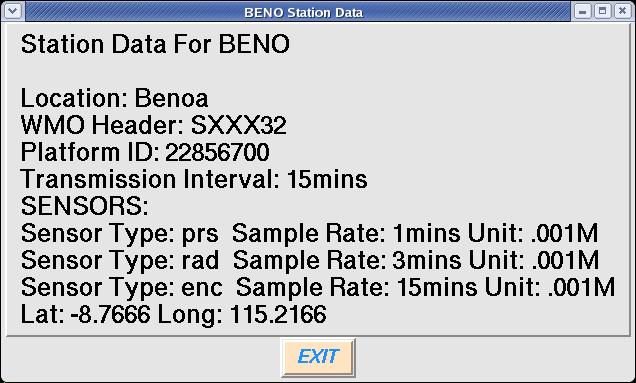 BENO Station Data
Station Data For BENO
Location: Benoa
WMO Header: SXXX32
Platform ID: 22856700
Transmission Interval: 15mins
SENSORS:
Sensor Type: prs  Sample Rate: 1mins Unit: .001M
Sensor Type: rad  Sample Rate: 3mins Unit: .001M
Sensor Type: enc  Sample Rate: 15mins Unit: .001M
Lat: -8.7666 Long: 115.2166
EXIT